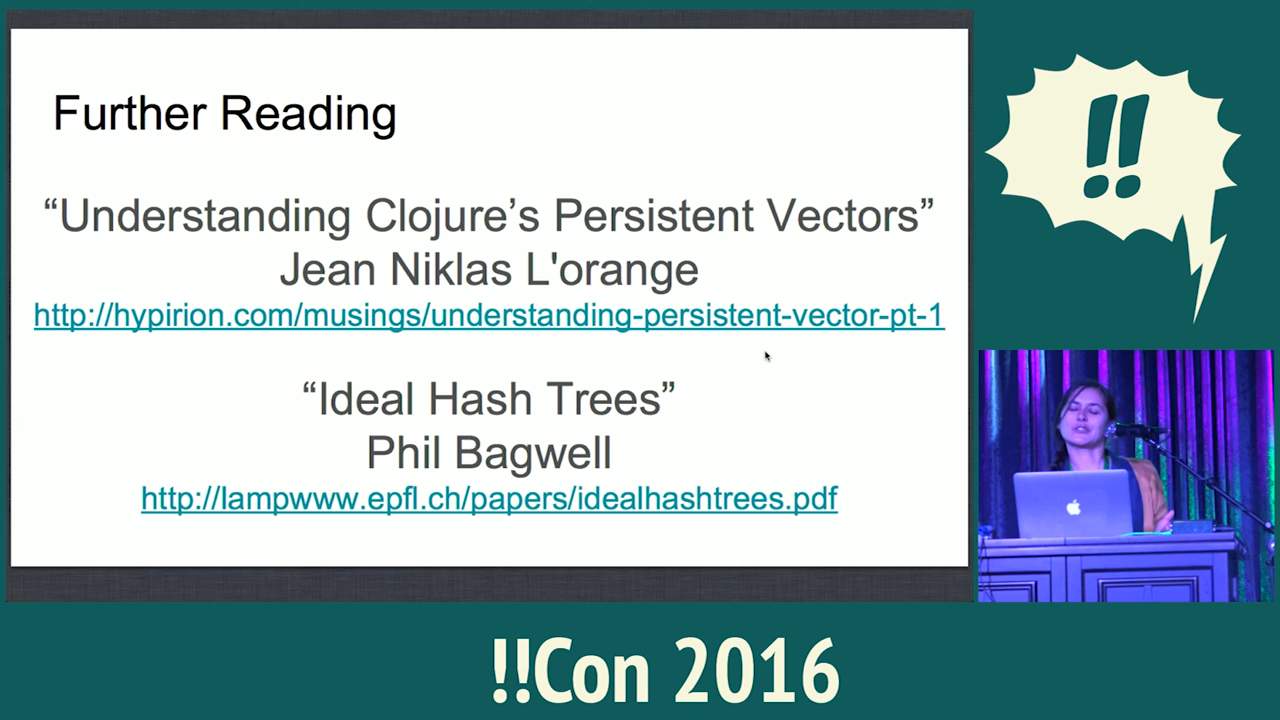 Further Reading
“Understanding Clojure’s Persistent Vectors”
Jean Niklas L'orange
http://hypirion.com/musings/understanding-persistent-vector-pt-1
“Ideal Hash Trees”
Phil Bagwell
http://lampwww.epfl.ch/papers/idealhashtrees.pdf
!!
!!Con 2016